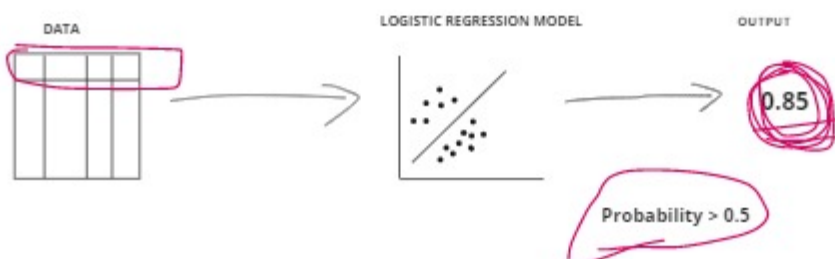 DATA
LOGISTIC REGRESSION MODEL
OUTPUT
0.85
Probability > 0.5